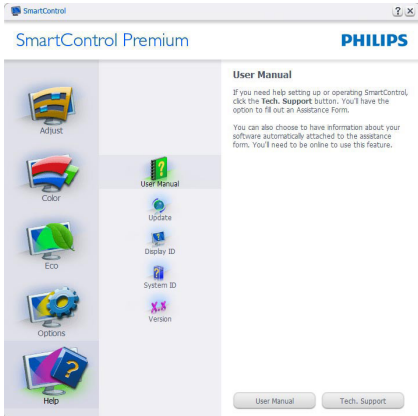 SmartControl
SmartControl Premium
PHILIPS
Adjust
Color
Eco
Options
Help
User Manual
Update
Display ID
System ID
X.X
Version
User Manual
If you need help setting up or operating SmartControl,
click the Tech. Support button. You'll have the
option to fill out an Assistance Form.
You can also choose to have information about your
software automatically attached to the assistance
form. You'll need to be online to use this feature.
User Manual
Tech. Support